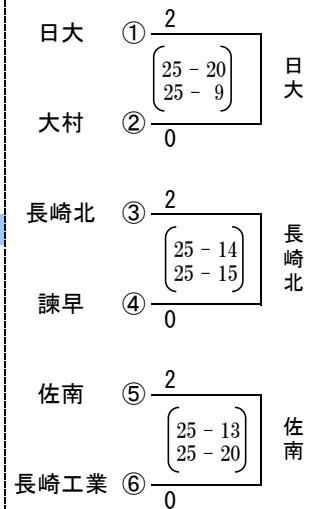 日大 ① 2
25 - 20
25 - 9
日大
大村 ② 0
長崎北 ③ 2
25 - 14
25 - 15
長崎北
諫早 ④ 0
佐南 ⑤ 2
25 - 13
25 - 20
佐南
長崎工業 ⑥ 0